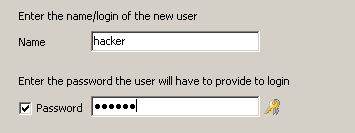 Enter the name/login of the new user
Name hacker
Enter the password the user will have to provide to login
Password ●●●●●●